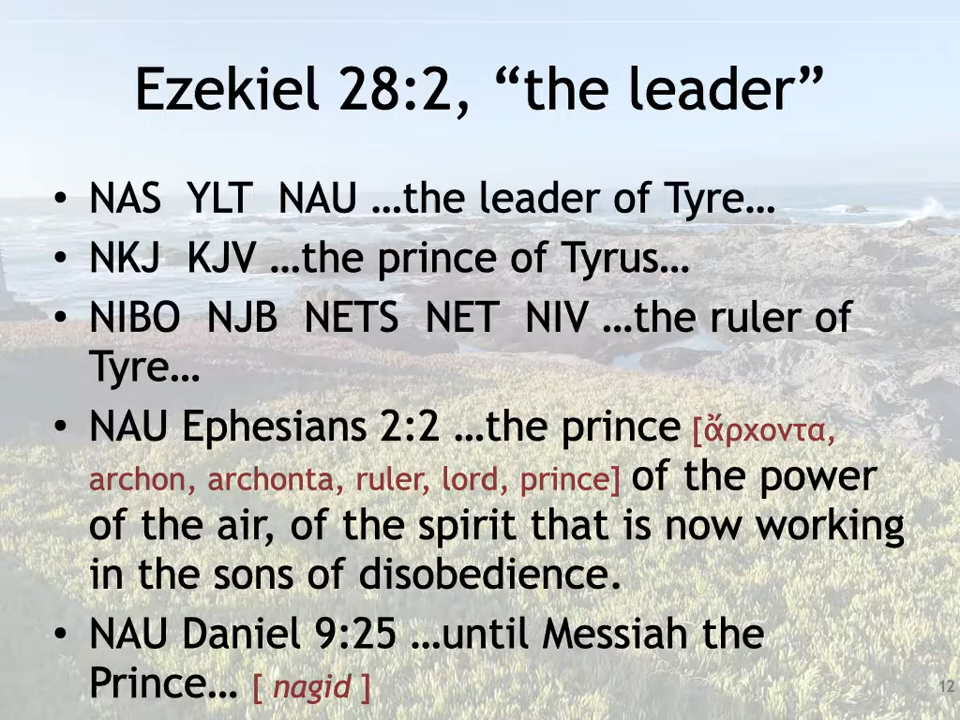 Ezekiel 28:2, “the leader”
• NAS  YLT  NAU …the leader of Tyre…
• NKJ  KJV …the prince of Tyrus…
• NIBO  NJB  NETS  NET  NIV …the ruler of
Tyre…
• NAU Ephesians 2:2 …the prince [ἄρχοντα,
archon, archonta, ruler, lord, prince] of the power
of the air, of the spirit that is now working
in the sons of disobedience.
• NAU Daniel 9:25 …until Messiah the
Prince… [ nagid ]
12